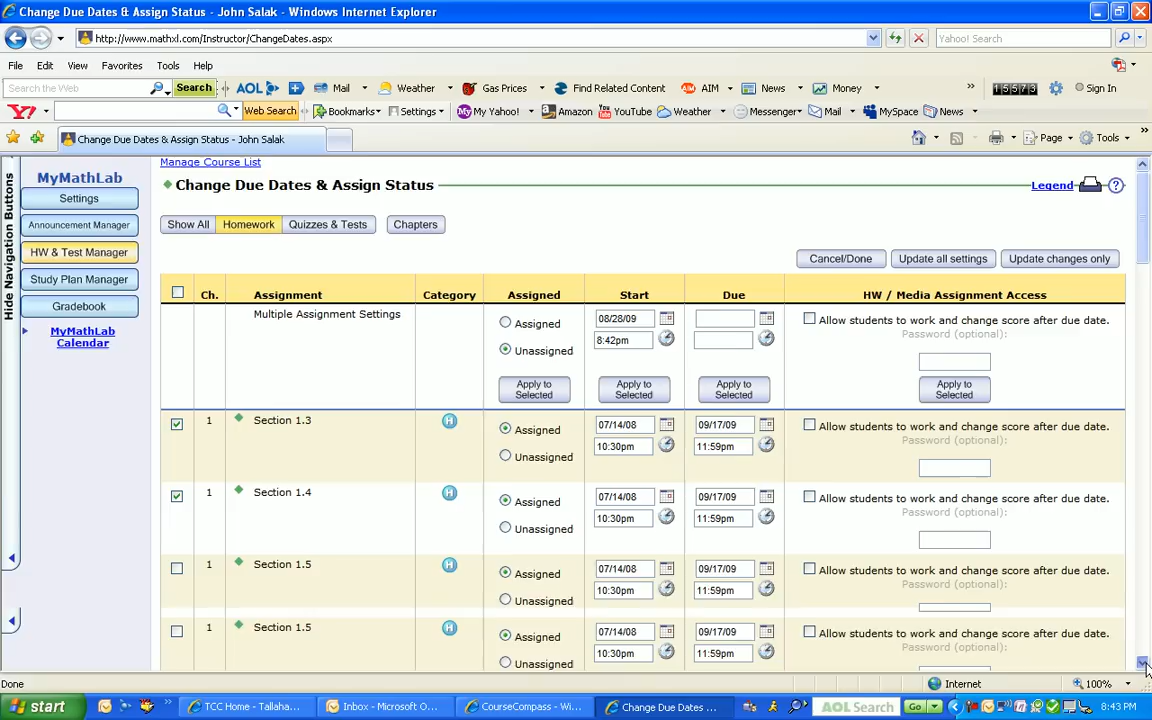 Change Due Dates & Assign Status - John Salak - Windows Internet Explorer
http://www.mathxl.com/Instructor/ChangeDates.aspx
Yahoo! Search
File Edit View Favorites Tools Help
Search the Web Search AOL Mail Weather Gas Prices Find Related Content AIM News Money » 15573 Sign In
Y! Web Search Bookmarks Settings My Yahoo! Amazon YouTube Weather Messenger Mail MySpace News »
Change Due Dates & Assign Status - John Salak Page Tools »
Hide Navigation Buttons
MyMathLab
Settings
Announcement Manager
HW & Test Manager
Study Plan Manager
Gradebook
MyMathLab
Calendar
Manage Course List
Change Due Dates & Assign Status Legend ?
Show All Homework Quizzes & Tests Chapters
Cancel/Done Update all settings Update changes only
Ch. Assignment Category Assigned Start Due HW / Media Assignment Access
Multiple Assignment Settings Assigned 08/28/09 Allow students to work and change score after due date.
Password (optional):
Unassigned 8:42pm
Apply to Selected Apply to Selected Apply to Selected Apply to Selected
1 Section 1.3 H Assigned 07/14/08 09/17/09 Allow students to work and change score after due date.
Password (optional):
Unassigned 10:30pm 11:59pm
1 Section 1.4 H Assigned 07/14/08 09/17/09 Allow students to work and change score after due date.
Password (optional):
Unassigned 10:30pm 11:59pm
1 Section 1.5 H Assigned 07/14/08 09/17/09 Allow students to work and change score after due date.
Password (optional):
Unassigned 10:30pm 11:59pm
1 Section 1.5 H Assigned 07/14/08 09/17/09 Allow students to work and change score after due date.
Password (optional):
Unassigned 10:30pm 11:59pm
Done Internet 100%
start » TCC Home - Tallaha... Inbox - Microsoft O... CourseCompass - Wi... Change Due Dates ... » AOL Search Go 8:43 PM